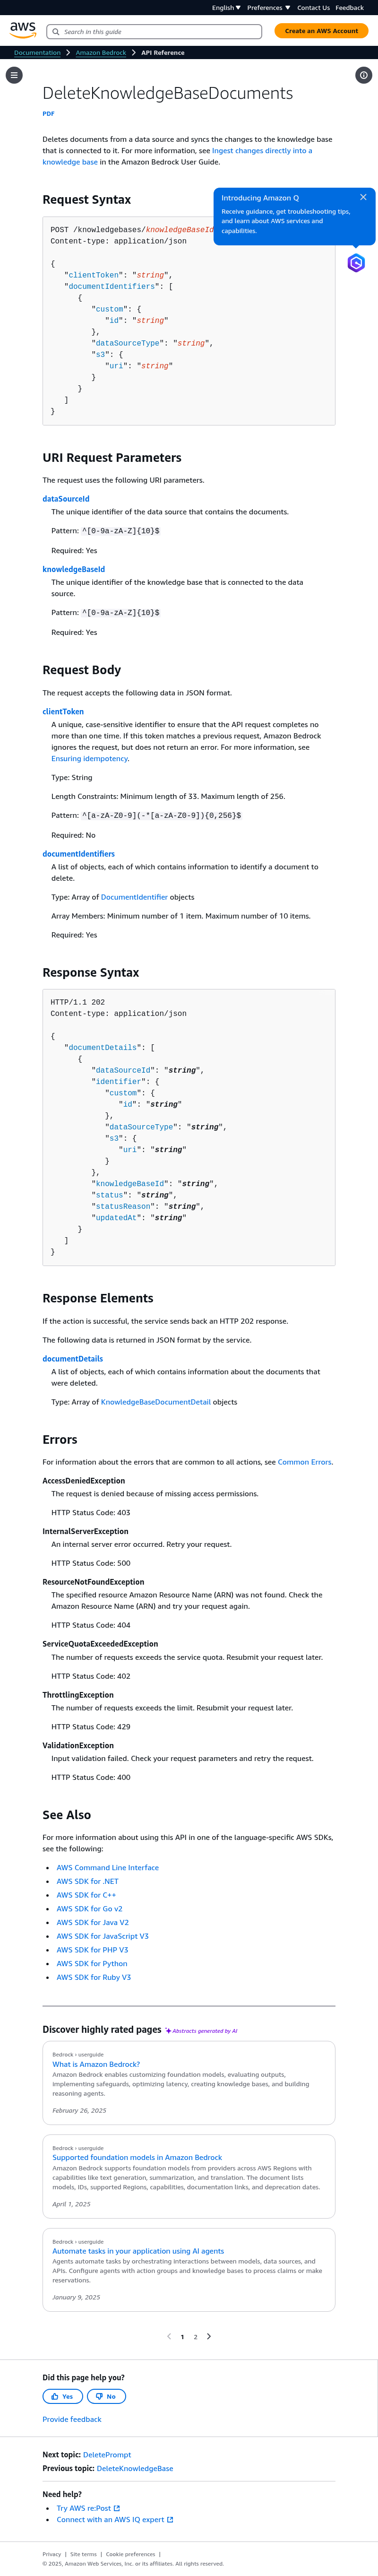 English
Preferences
Contact Us
Feedback
aws
Search in this guide
Create an AWS Account
Documentation
Amazon Bedrock
API Reference
DeleteKnowledgeBaseDocuments
PDF
Deletes documents from a data source and syncs the changes to the knowledge base
that is connected to it. For more information, see Ingest changes directly into a
knowledge base in the Amazon Bedrock User Guide.
Introducing Amazon Q
Receive guidance, get troubleshooting tips,
and learn about AWS services and
capabilities.
Request Syntax
POST /knowledgebases/knowledgeBaseId
Content-type: application/json
{
"clientToken": "string",
"documentIdentifiers": [
{
"custom": {
"id": "string"
},
"dataSourceType": "string",
"s3": {
"uri": "string"
}
}
]
}
URI Request Parameters
The request uses the following URI parameters.
dataSourceId
The unique identifier of the data source that contains the documents.
Pattern: ^[0-9a-zA-Z]{10}$
Required: Yes
knowledgeBaseId
The unique identifier of the knowledge base that is connected to the data
source.
Pattern: ^[0-9a-zA-Z]{10}$
Required: Yes
Request Body
The request accepts the following data in JSON format.
clientToken
A unique, case-sensitive identifier to ensure that the API request completes no
more than one time. If this token matches a previous request, Amazon Bedrock
ignores the request, but does not return an error. For more information, see
Ensuring idempotency.
Type: String
Length Constraints: Minimum length of 33. Maximum length of 256.
Pattern: ^[a-zA-Z0-9](-*[a-zA-Z0-9]){0,256}$
Required: No
documentIdentifiers
A list of objects, each of which contains information to identify a document to
delete.
Type: Array of DocumentIdentifier objects
Array Members: Minimum number of 1 item. Maximum number of 10 items.
Required: Yes
Response Syntax
HTTP/1.1 202
Content-type: application/json
{
"documentDetails": [
{
"dataSourceId": "string",
"identifier": {
"custom": {
"id": "string"
},
"dataSourceType": "string",
"s3": {
"uri": "string"
}
},
"knowledgeBaseId": "string",
"status": "string",
"statusReason": "string",
"updatedAt": "string"
}
]
}
Response Elements
If the action is successful, the service sends back an HTTP 202 response.
The following data is returned in JSON format by the service.
documentDetails
A list of objects, each of which contains information about the documents that
were deleted.
Type: Array of KnowledgeBaseDocumentDetail objects
Errors
For information about the errors that are common to all actions, see Common Errors.
AccessDeniedException
The request is denied because of missing access permissions.
HTTP Status Code: 403
InternalServerException
An internal server error occurred. Retry your request.
HTTP Status Code: 500
ResourceNotFoundException
The specified resource Amazon Resource Name (ARN) was not found. Check the
Amazon Resource Name (ARN) and try your request again.
HTTP Status Code: 404
ServiceQuotaExceededException
The number of requests exceeds the service quota. Resubmit your request later.
HTTP Status Code: 402
ThrottlingException
The number of requests exceeds the limit. Resubmit your request later.
HTTP Status Code: 429
ValidationException
Input validation failed. Check your request parameters and retry the request.
HTTP Status Code: 400
See Also
For more information about using this API in one of the language-specific AWS SDKs,
see the following:
• AWS Command Line Interface
• AWS SDK for .NET
• AWS SDK for C++
• AWS SDK for Go v2
• AWS SDK for Java V2
• AWS SDK for JavaScript V3
• AWS SDK for PHP V3
• AWS SDK for Python
• AWS SDK for Ruby V3
Discover highly rated pages Abstracts generated by AI
Bedrock › userguide
What is Amazon Bedrock?
Amazon Bedrock enables customizing foundation models, evaluating outputs,
implementing safeguards, optimizing latency, creating knowledge bases, and building
reasoning agents.
February 26, 2025
Bedrock › userguide
Supported foundation models in Amazon Bedrock
Amazon Bedrock supports foundation models from providers across AWS Regions with
capabilities like text generation, summarization, and translation. The document lists
models, IDs, supported Regions, capabilities, documentation links, and deprecation dates.
April 1, 2025
Bedrock › userguide
Automate tasks in your application using AI agents
Agents automate tasks by orchestrating interactions between models, data sources, and
APIs. Configure agents with action groups and knowledge bases to process claims or make
reservations.
January 9, 2025
1 2
Did this page help you?
Yes
No
Provide feedback
Next topic: DeletePrompt
Previous topic: DeleteKnowledgeBase
Need help?
• Try AWS re:Post
• Connect with an AWS IQ expert
Privacy | Site terms | Cookie preferences |
© 2025, Amazon Web Services, Inc. or its affiliates. All rights reserved.